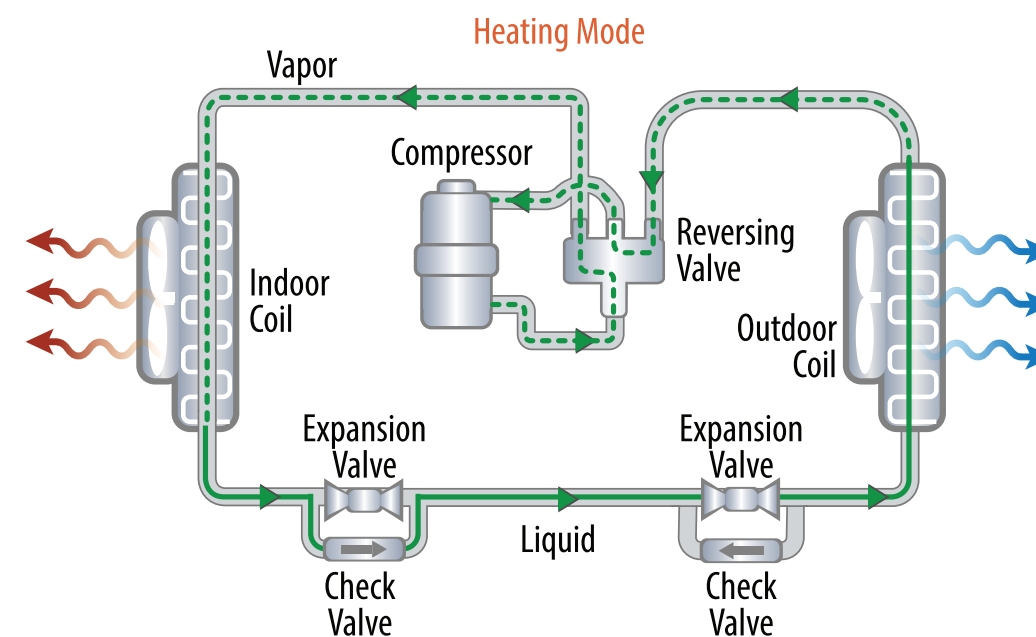 Heating Mode
Vapor
Compressor
Reversing
Valve
Indoor
Coil
Outdoor
Coil
Expansion
Valve
Expansion
Valve
Liquid
Check
Valve
Check
Valve